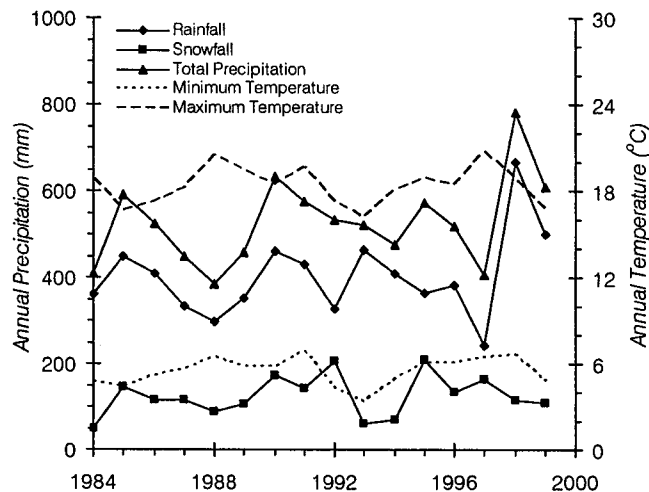 1000
800
600
400
200
0
Annual Precipitation (mm)
Rainfall
Snowfall
Total Precipitation
Minimum Temperature
Maximum Temperature
30
24
18
12
6
0
Annual Temperature (°C)
1984 1988 1992 1996 2000